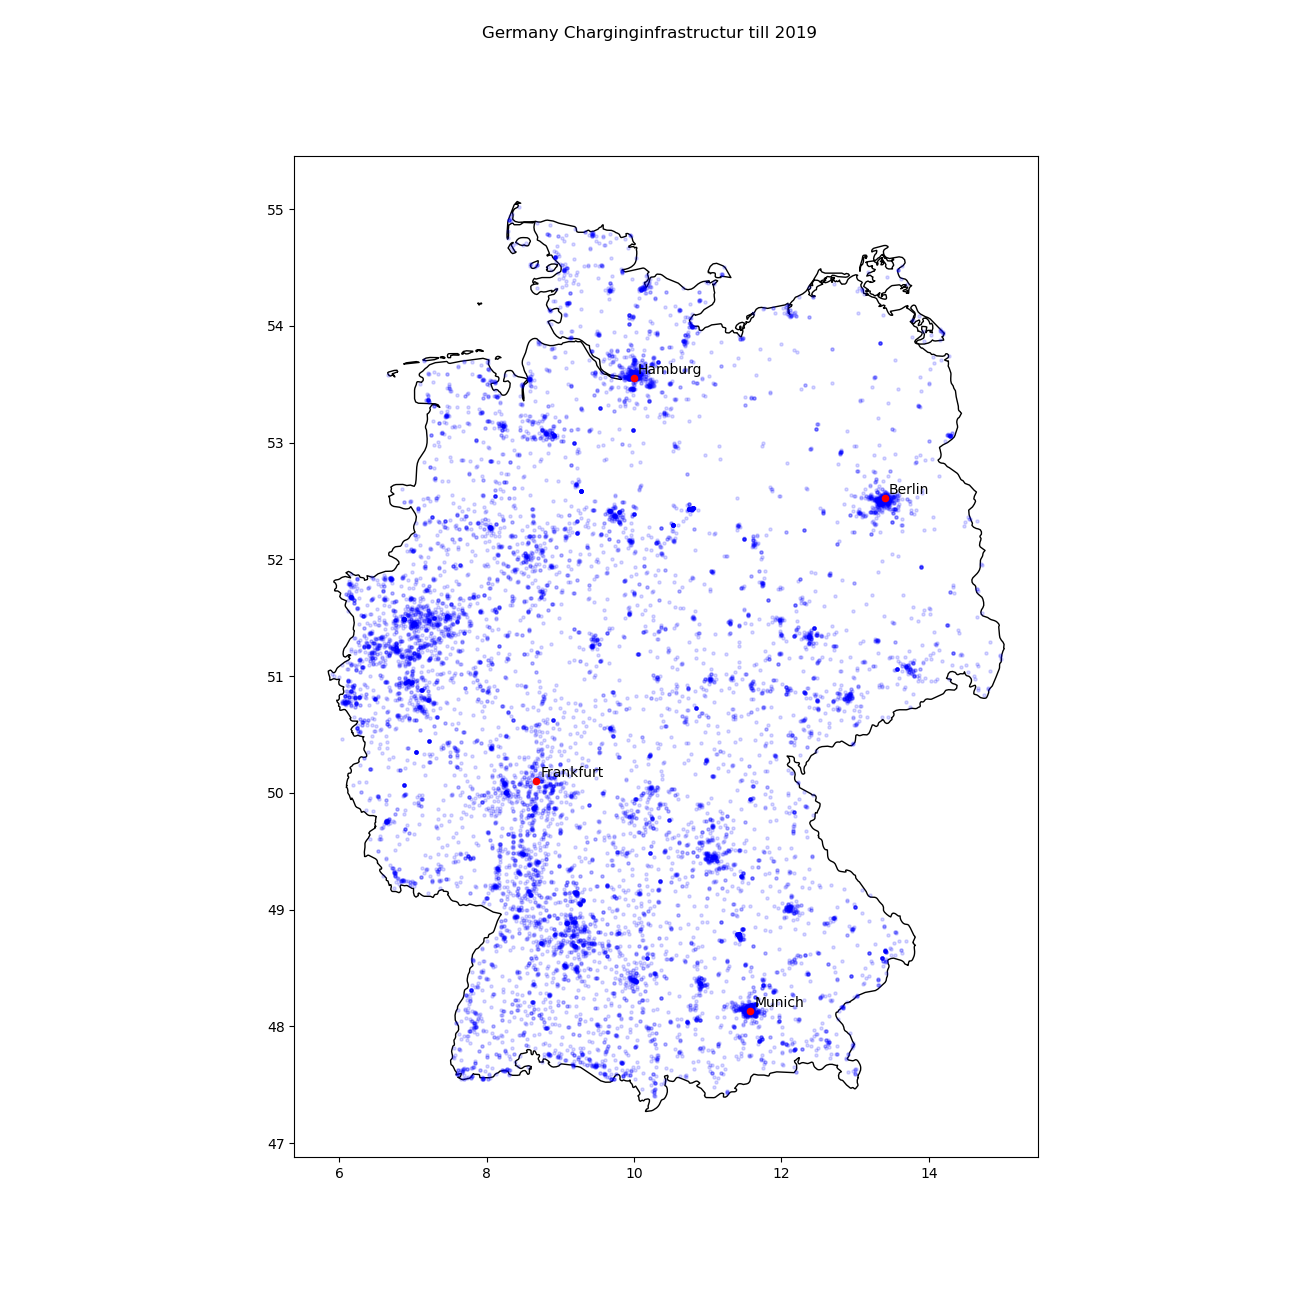 Germany Charginginfrastructur till 2019
55
54
53
52
51
50
49
48
47
Hamburg
Berlin
Frankfurt
Munich
6 8 10 12 14